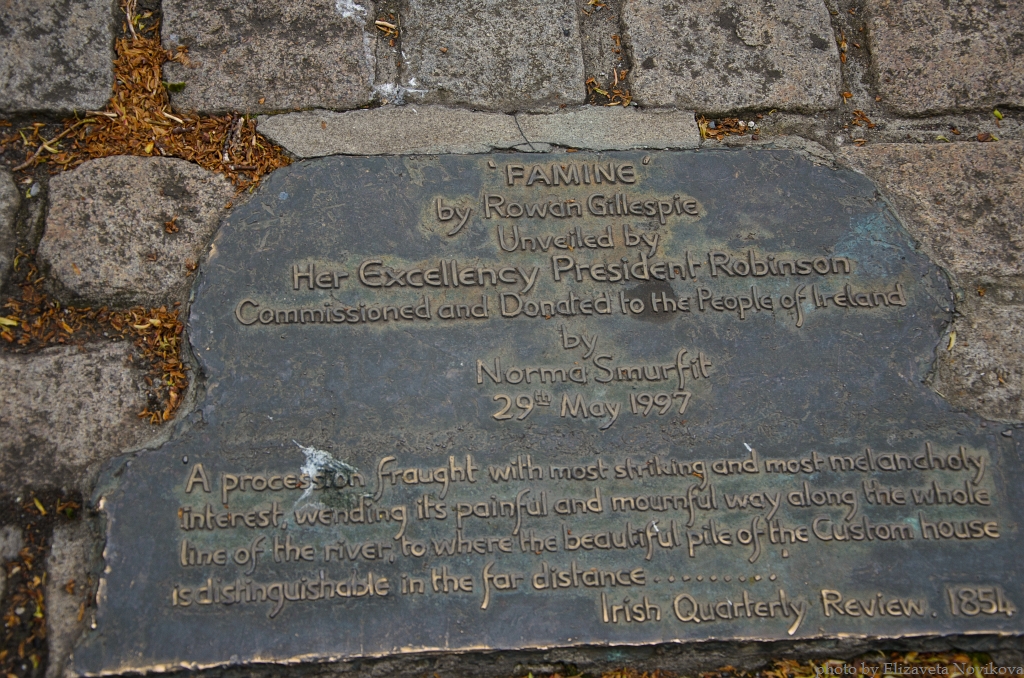 'FAMINE'
by Rowan Gillespie
Unveiled by
Her Excellency President Robinson
Commissioned and Donated to the People of Ireland
by
Norma Smurfit
29th May 1997
A procession fraught with most striking and most melancholy
interest, wending its painful and mournful way along the whole
line of the river, to where the beautiful pile of the Custom house
is distinguishable in the far distance ..........
Irish Quarterly Review. 1854
photo by Elizaveta Novikova